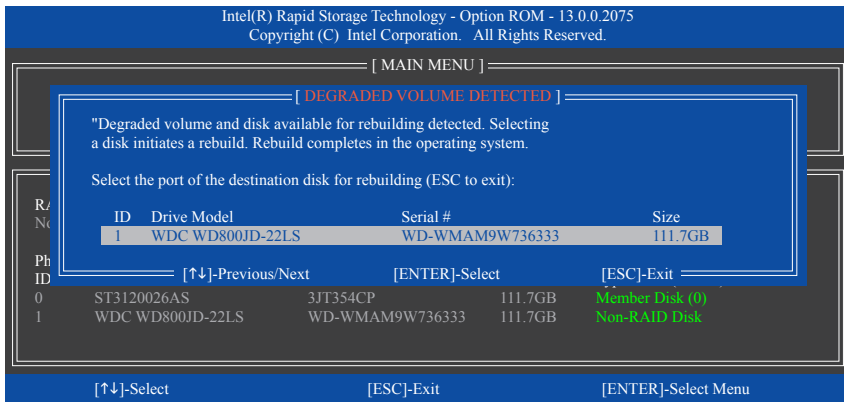 Intel(R) Rapid Storage Technology - Option ROM - 13.0.0.2075
Copyright (C) Intel Corporation. All Rights Reserved.
[ MAIN MENU ]
[ DEGRADED VOLUME DETECTED ]
"Degraded volume and disk available for rebuilding detected. Selecting
a disk initiates a rebuild. Rebuild completes in the operating system.
Select the port of the destination disk for rebuilding (ESC to exit):
ID Drive Model Serial # Size
1 WDC WD800JD-22LS WD-WMAM9W736333 111.7GB
[↑↓]-Previous/Next [ENTER]-Select [ESC]-Exit
ID
0 ST3120026AS 3JT354CP 111.7GB Member Disk (0)
1 WDC WD800JD-22LS WD-WMAM9W736333 111.7GB Non-RAID Disk
[↑↓]-Select [ESC]-Exit [ENTER]-Select Menu